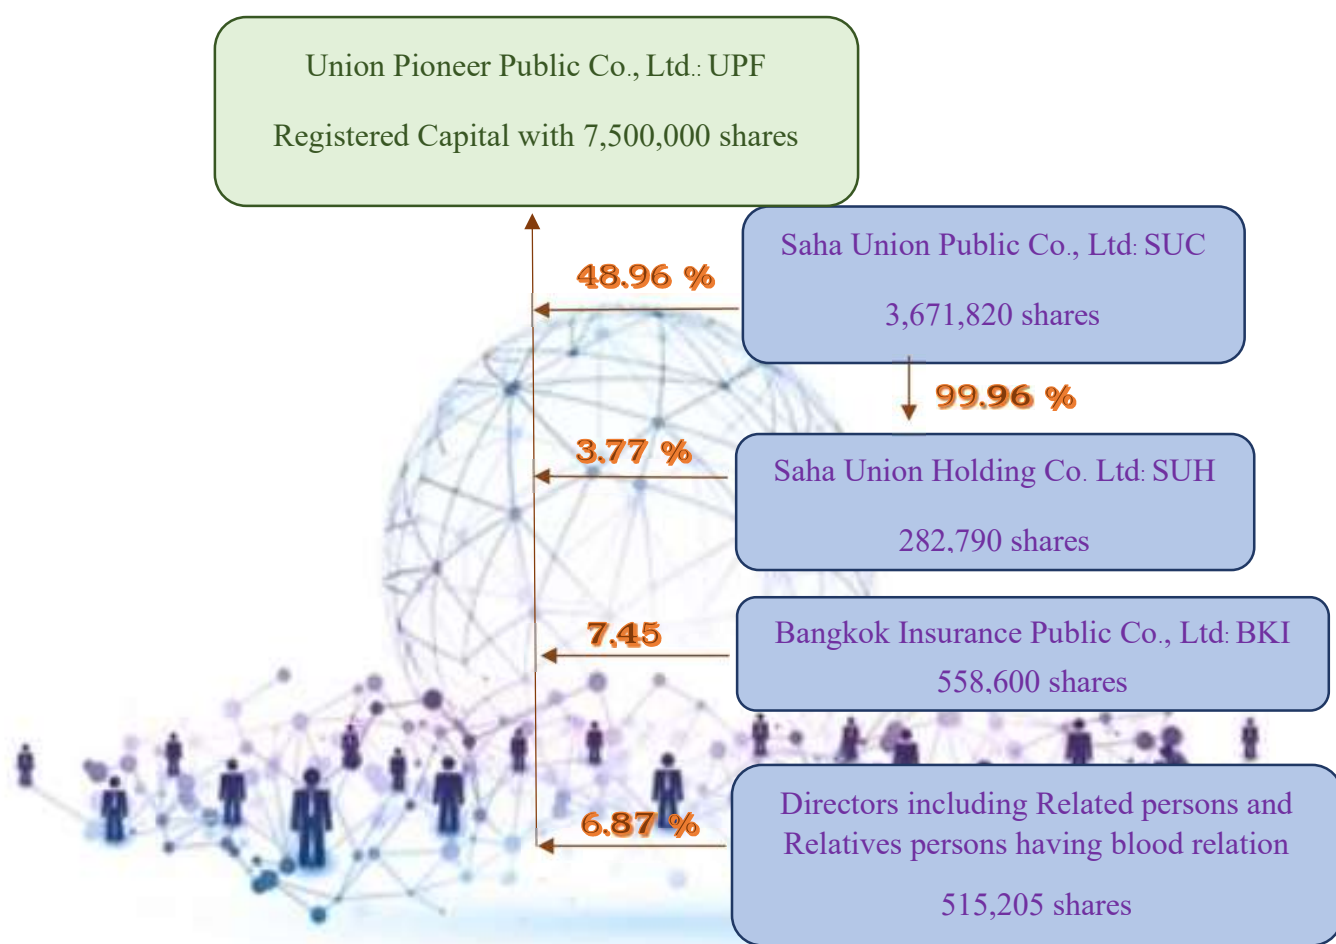 Union Pioneer Public Co., Ltd.: UPF
Registered Capital with 7,500,000 shares
Saha Union Public Co., Ltd: SUC
48.96 %
3,671,820 shares
99.96 %
3.77 %
Saha Union Holding Co. Ltd: SUH
282,790 shares
7.45
Bangkok Insurance Public Co., Ltd: BKI
558,600 shares
6.87 %
Directors including Related persons and
Relatives persons having blood relation
515,205 shares